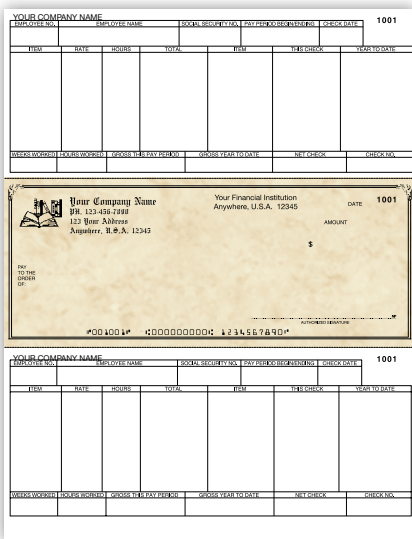 YOUR COMPANY NAME
1001
EMPLOYEE NO. EMPLOYEE NAME SOCIAL SECURITY NO. PAY PERIOD BEGIN/ENDING CHECK DATE
ITEM RATE HOURS TOTAL ITEM THIS CHECK YEAR TO DATE
WEEKS WORKED HOURS WORKED GROSS THIS PAY PERIOD GROSS YEAR TO DATE NET CHECK CHECK NO.
Your Company Name
PH. 123-456-7890
123 Your Address
Anywhere, U.S.A. 12345
Your Financial Institution
Anywhere, U.S.A. 12345
DATE
1001
AMOUNT
$
PAY
TO THE
ORDER
OF:
AUTHORIZED SIGNATURE
⑈001001⑈ ⑆000000000⑆ 1234567890⑈
YOUR COMPANY NAME
1001
EMPLOYEE NO. EMPLOYEE NAME SOCIAL SECURITY NO. PAY PERIOD BEGIN/ENDING CHECK DATE
ITEM RATE HOURS TOTAL ITEM THIS CHECK YEAR TO DATE
WEEKS WORKED HOURS WORKED GROSS THIS PAY PERIOD GROSS YEAR TO DATE NET CHECK CHECK NO.